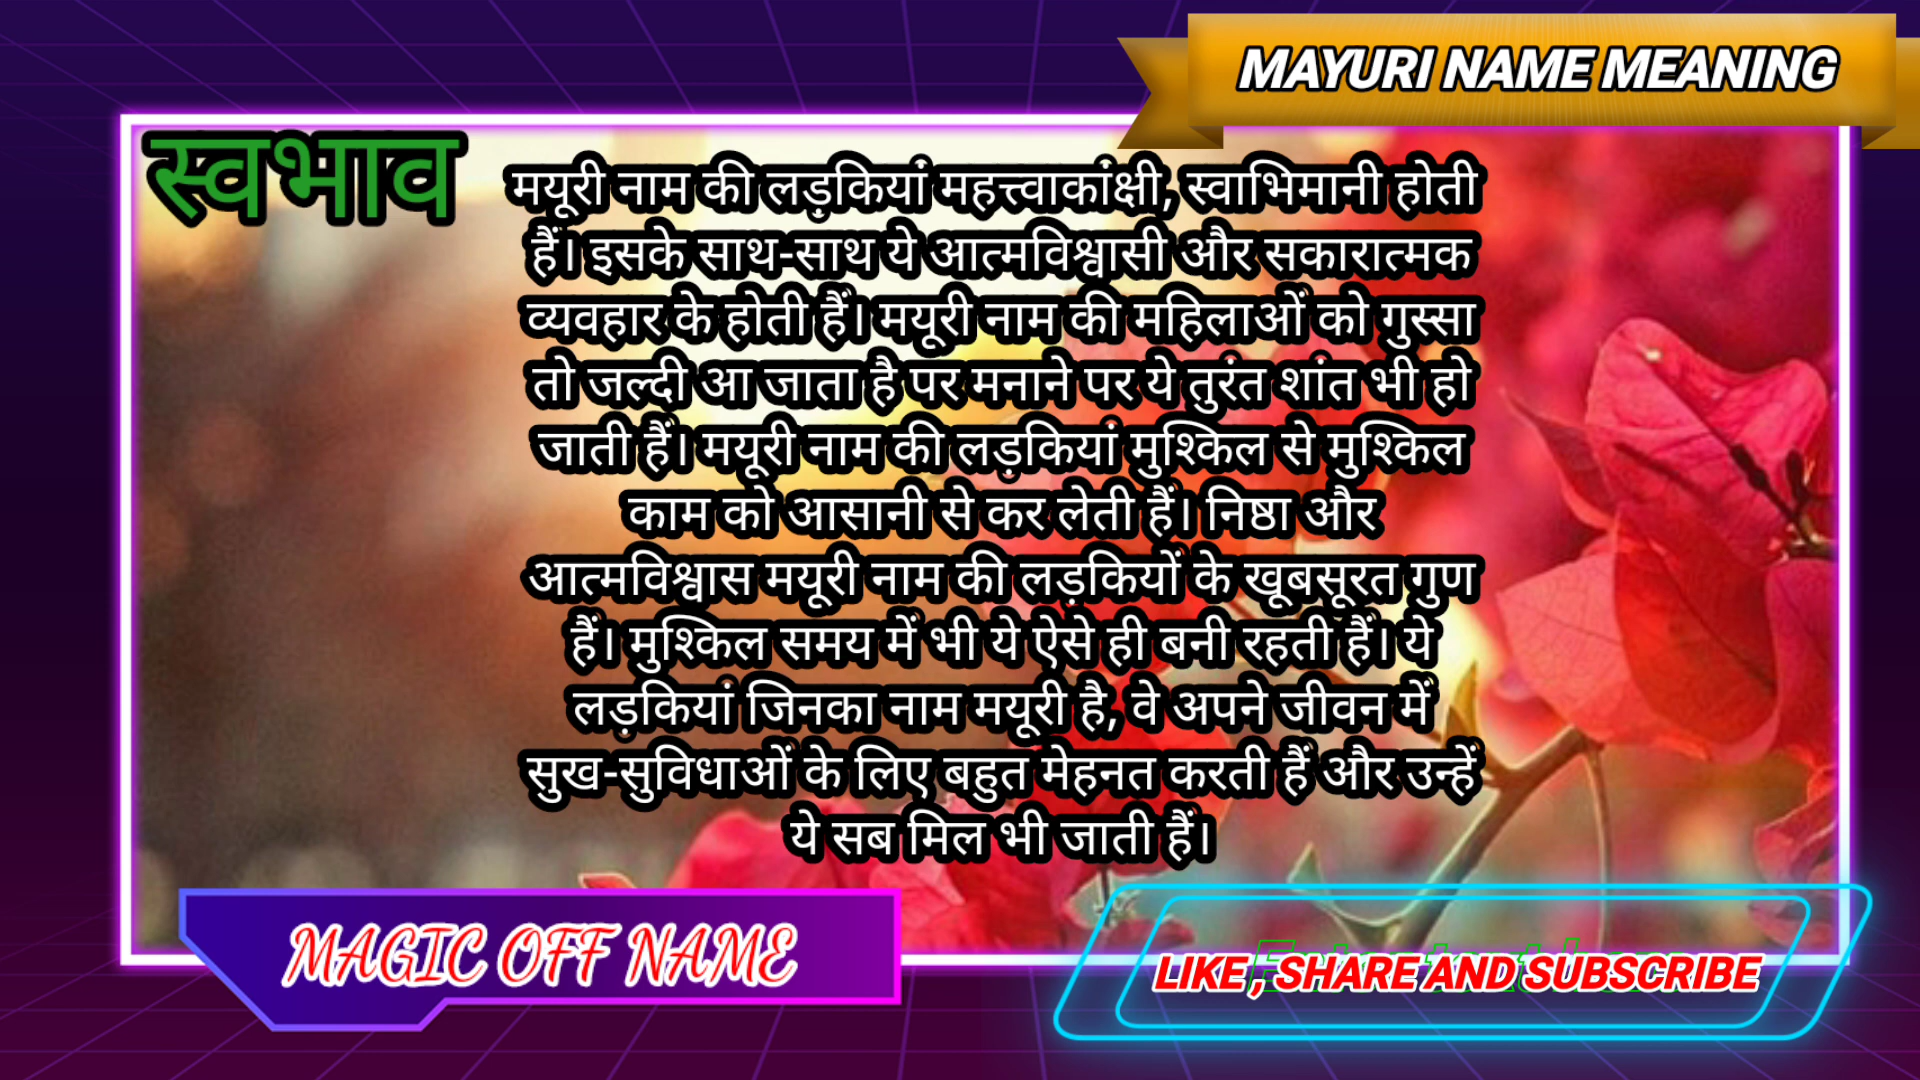 MAYURI NAME MEANING
स्वभाव
मयूरी नाम की लड़कियां महत्त्वाकांक्षी, स्वाभिमानी होती
हैं। इसके साथ-साथ ये आत्मविश्वासी और सकारात्मक
व्यवहार के होती हैं। मयूरी नाम की महिलाओं को गुस्सा
तो जल्दी आ जाता है पर मनाने पर ये तुरंत शांत भी हो
जाती हैं। मयूरी नाम की लड़कियां मुश्किल से मुश्किल
काम को आसानी से कर लेती हैं। निष्ठा और
आत्मविश्वास मयूरी नाम की लड़कियों के खूबसूरत गुण
हैं। मुश्किल समय में भी ये ऐसे ही बनी रहती हैं। ये
लड़कियां जिनका नाम मयूरी है, वे अपने जीवन में
सुख-सुविधाओं के लिए बहुत मेहनत करती हैं और उन्हें
ये सब मिल भी जाती हैं।
MAGIC OFF NAME
LIKE , SHARE AND SUBSCRIBE